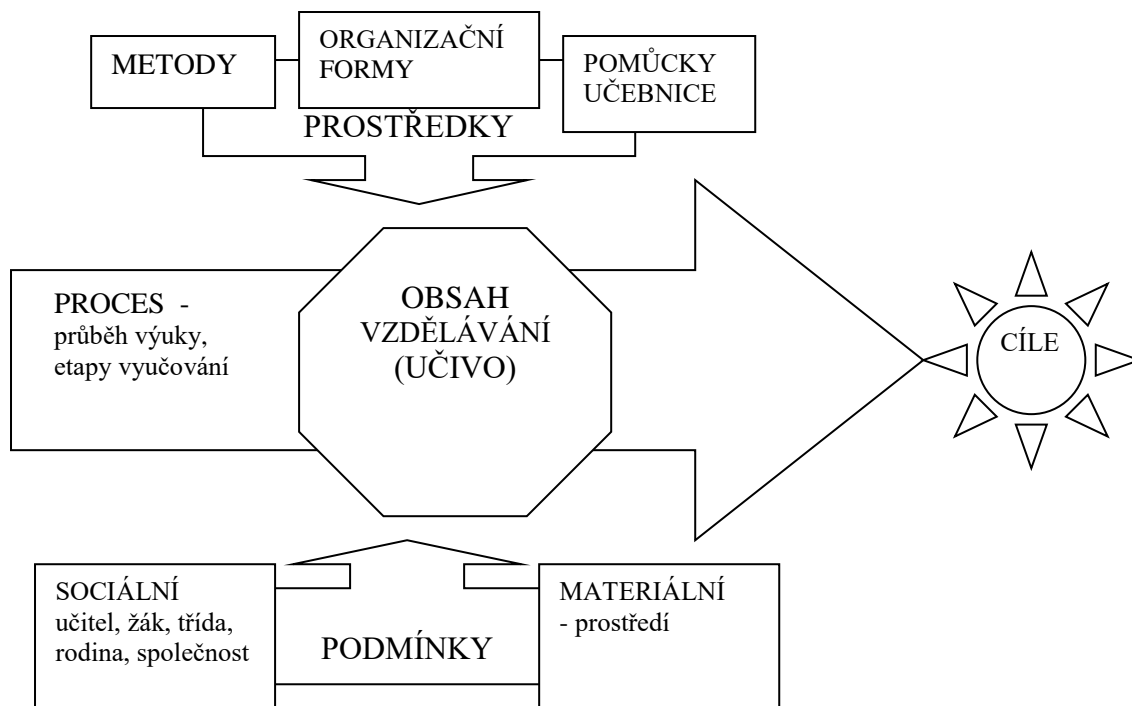 METODY
ORGANIZAČNÍ
FORMY
POMŮCKY
UČEBNICE
PROSTŘEDKY
PROCES -
průběh výuky,
etapy vyučování
OBSAH
VZDĚLÁVÁNÍ
(UČIVO)
CÍLE
SOCIÁLNÍ
učitel, žák, třída,
rodina, společnost
PODMÍNKY
MATERIÁLNÍ
- prostředí